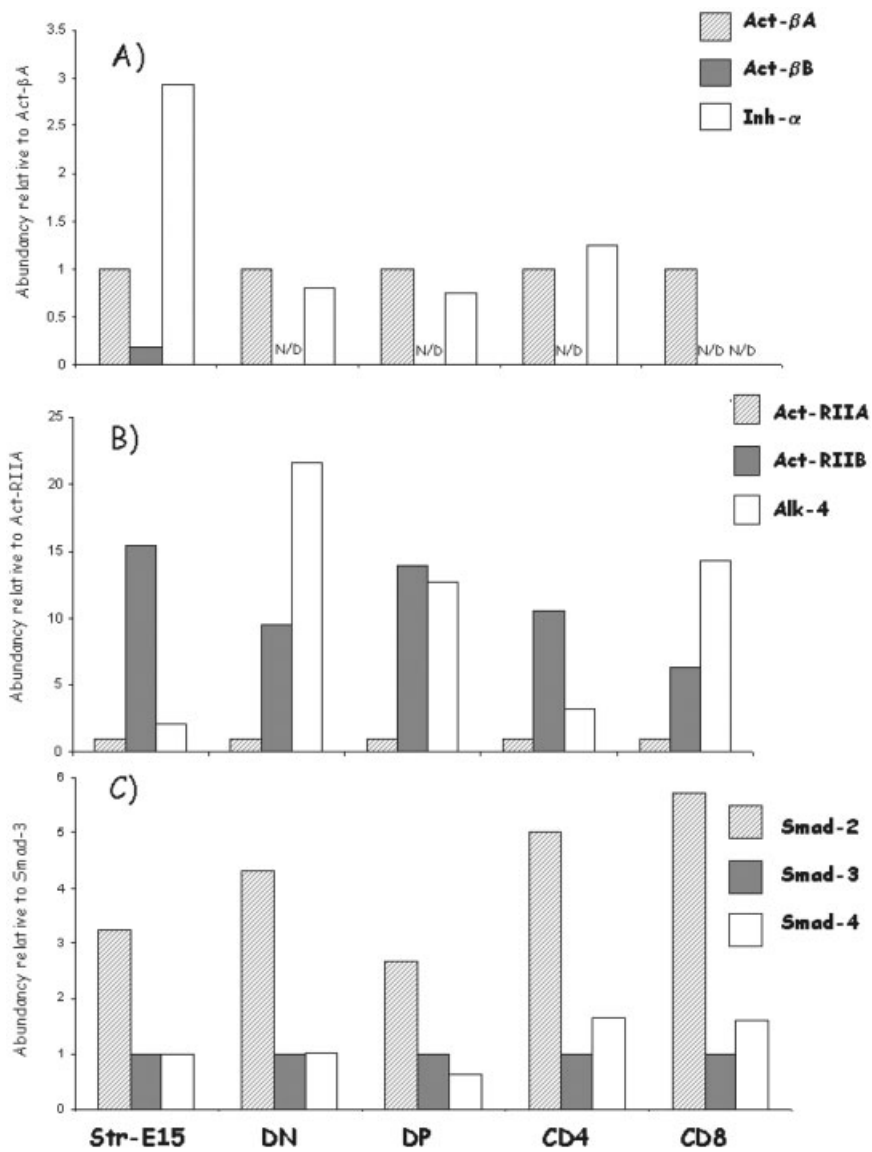 A)
Act-βA
Act-βB
Inh-α
Abundancy relative to Act-βA
3.5
3
2.5
2
1.5
1
0.5
0
N/D
N/D
N/D
N/D N/D
B)
Act-RIIA
Act-RIIB
Alk-4
Abundancy relative to Act-RIIA
25
20
15
10
5
0
C)
Smad-2
Smad-3
Smad-4
Abundancy relative to Smad-3
6
5
4
3
2
1
0
Str-E15 DN DP CD4 CD8